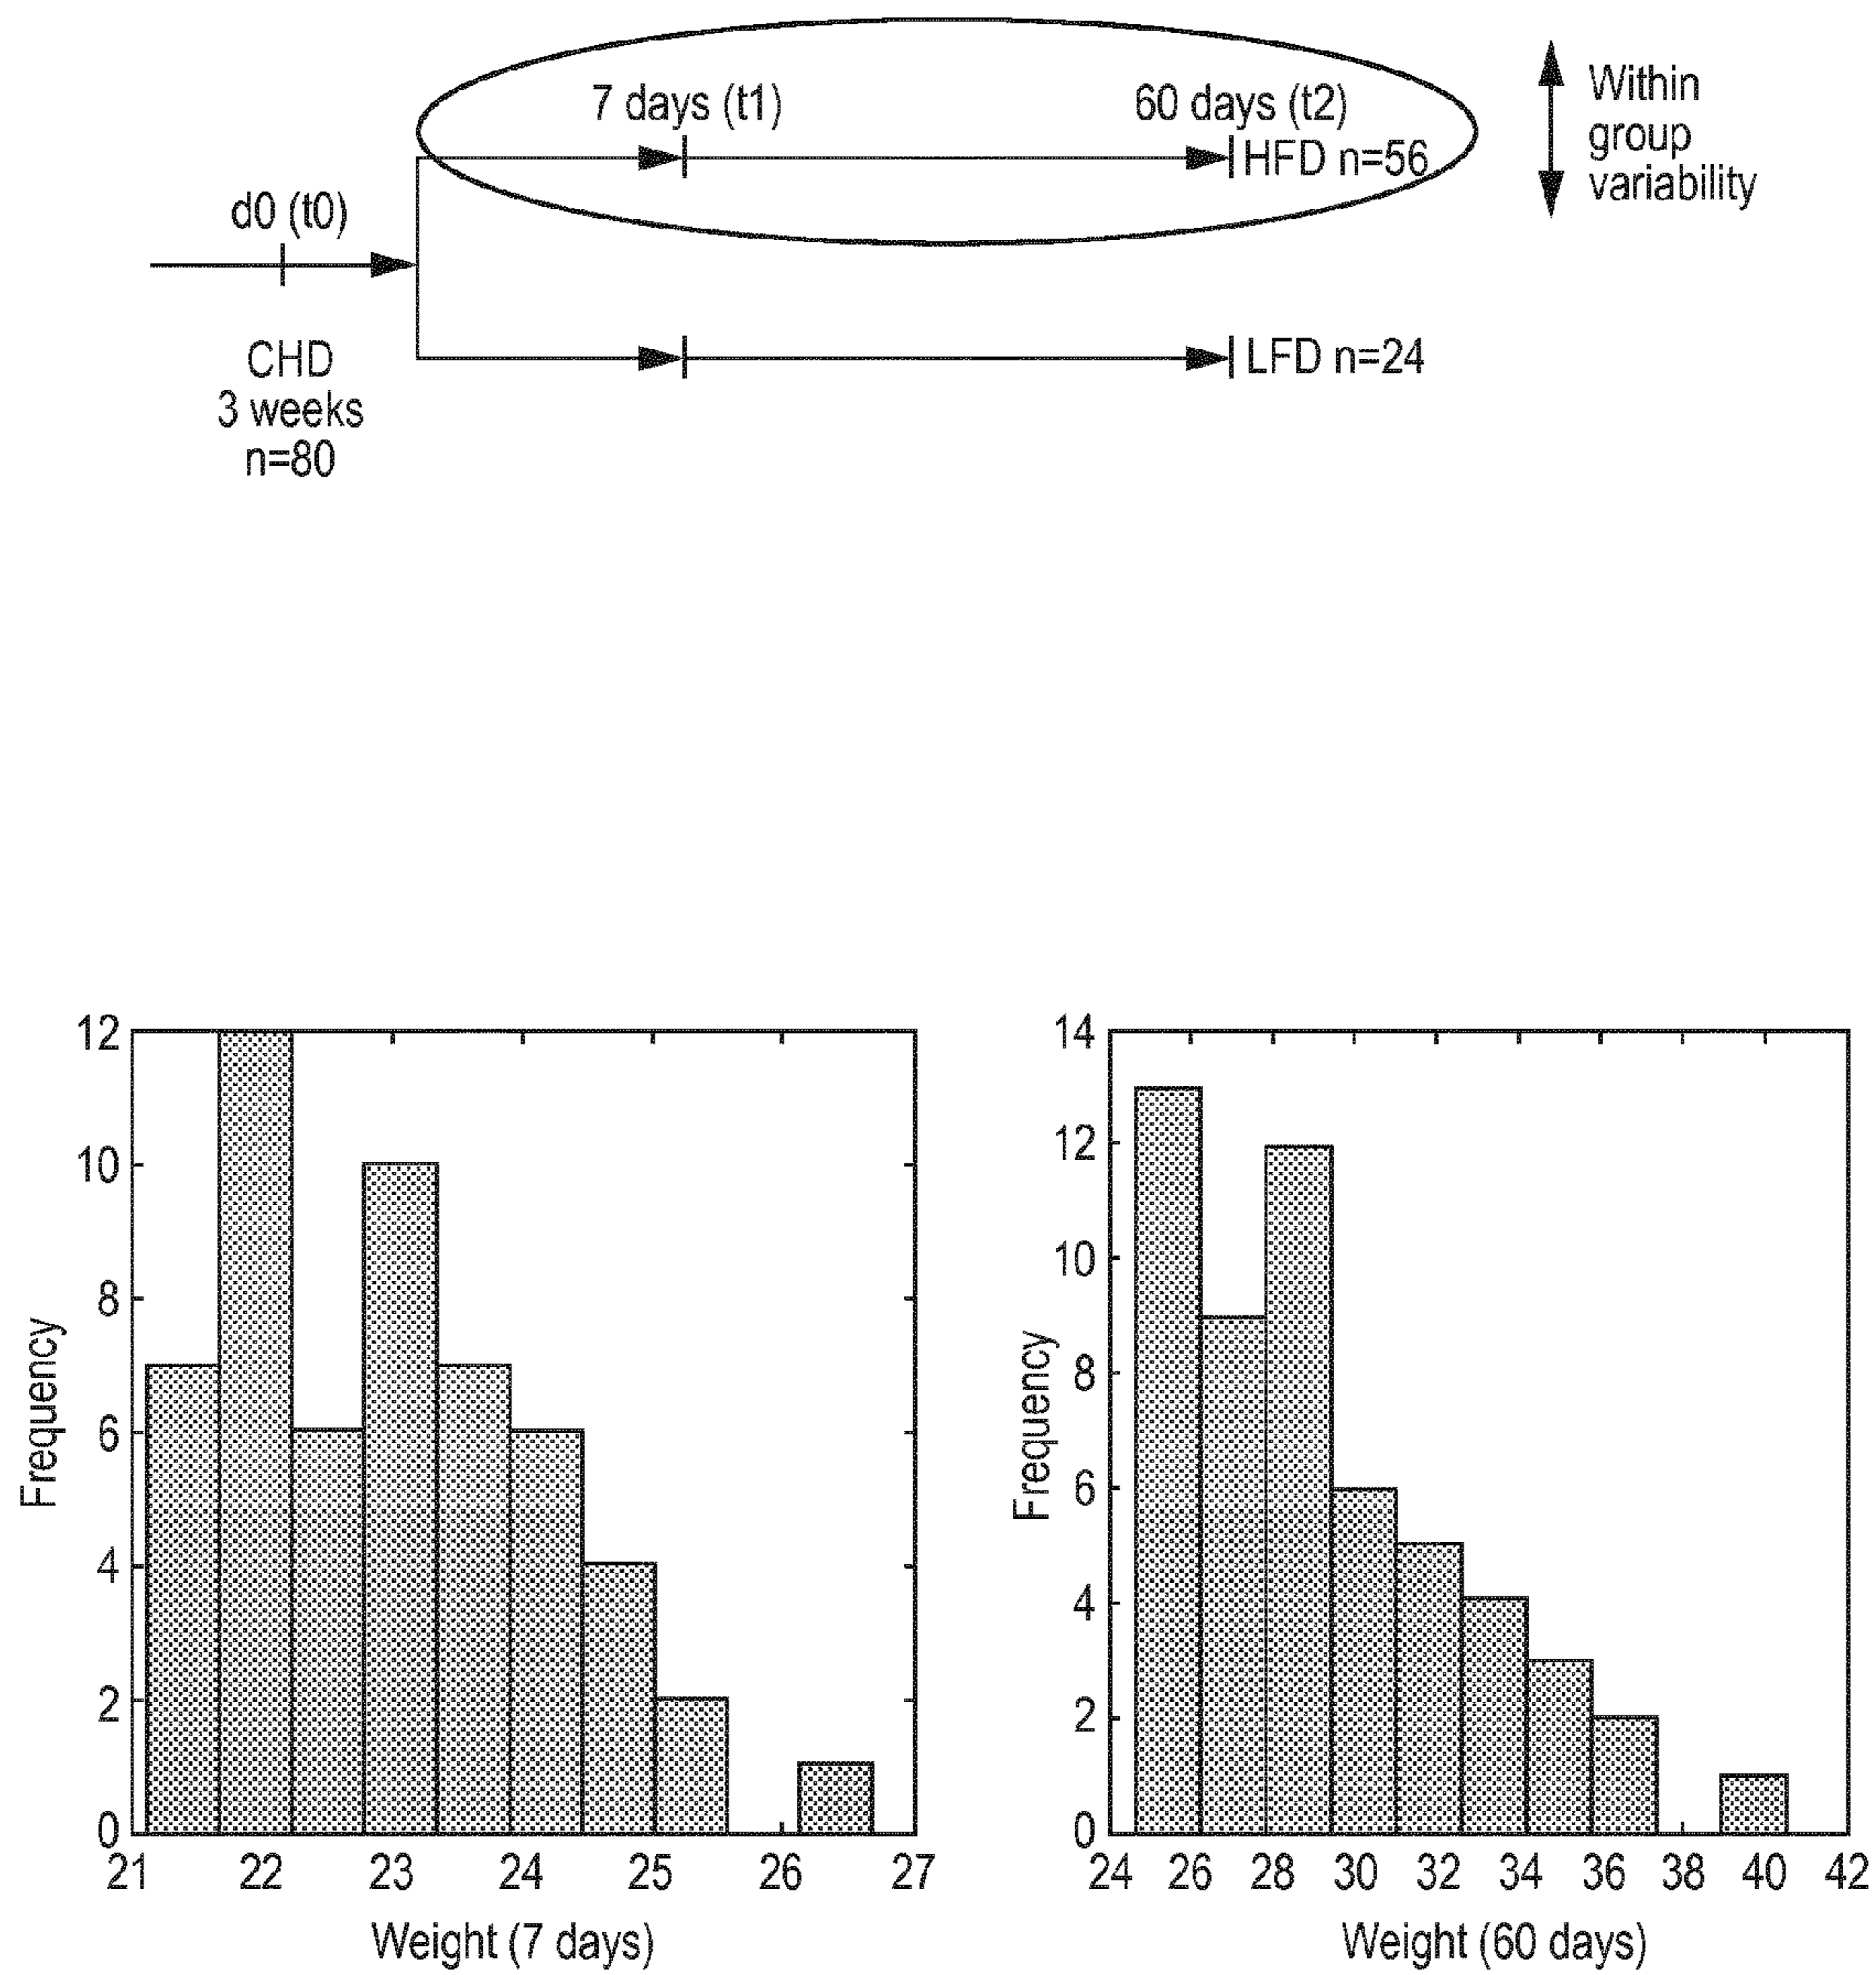 7 days (t1)
60 days (t2)
HFD n=56
Within
group
variability
d0 (t0)
CHD
3 weeks
n=80
LFD n=24
12
10
8
6
4
2
0
Frequency
21 22 23 24 25 26 27
Weight (7 days)
14
12
10
8
6
4
2
0
Frequency
24 26 28 30 32 34 36 38 40 42
Weight (60 days)